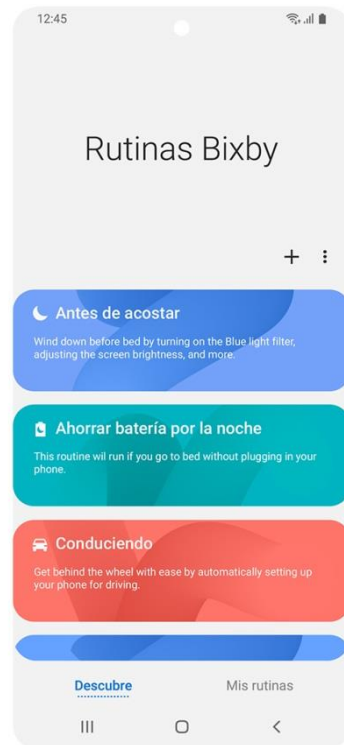 12:45
Rutinas Bixby
Antes de acostar
Wind down before bed by turning on the Blue light filter,
adjusting the screen brightness, and more.
Ahorrar batería por la noche
This routine wil run if you go to bed without plugging in your
phone.
Conduciendo
Get behind the wheel with ease by automatically setting up
your phone for driving.
Descubre
Mis rutinas